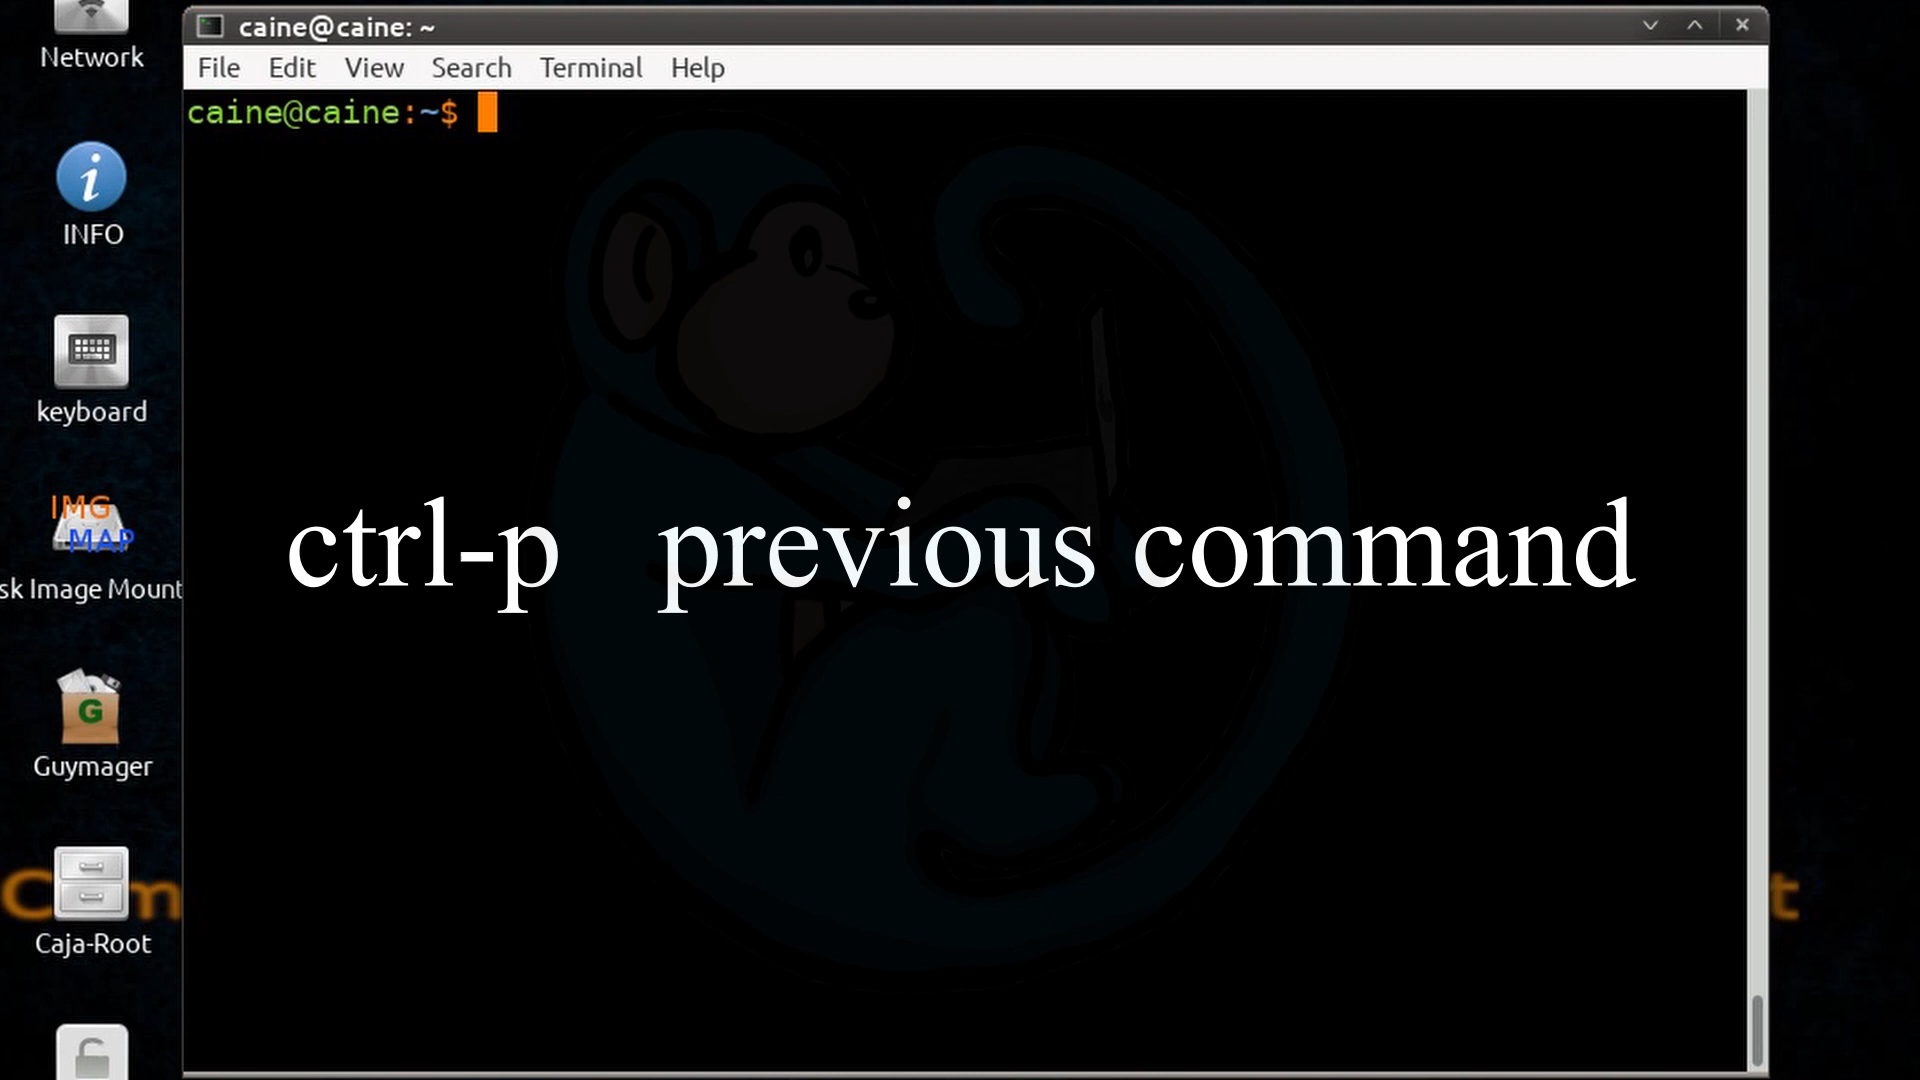 caine@caine: ~
File Edit View Search Terminal Help
caine@caine:~$
ctrl-p previous command
Network
INFO
keyboard
IMG
MAP
sk Image Mount
Guymager
G
Caja-Root
C
m
t